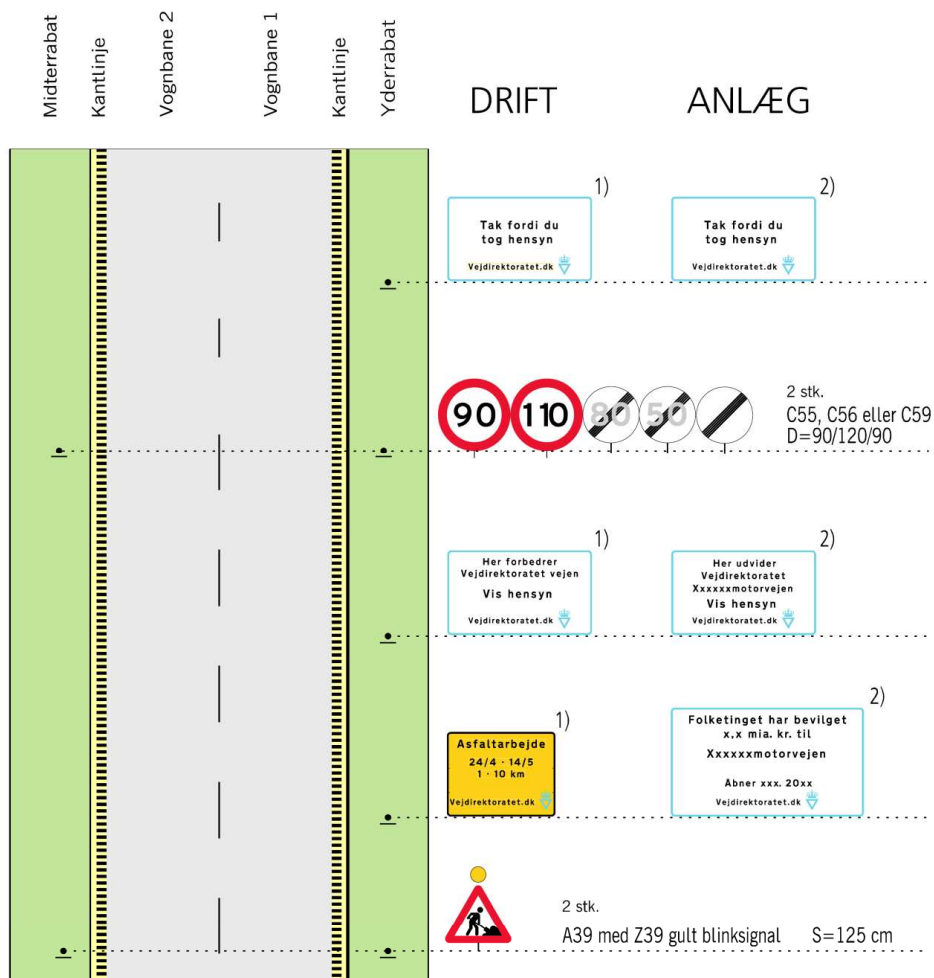 Midterrabat
Kantlinje
Vognbane 2
Vognbane 1
Kantlinje
Yderrabat
DRIFT
ANLÆG
1)
Tak fordi du
tog hensyn
Vejdirektoratet.dk
2)
Tak fordi du
tog hensyn
Vejdirektoratet.dk
90
110
80
50
2 stk.
C55, C56 eller C59
D=90/120/90
1)
Her forbedrer
Vejdirektoratet vejen
Vis hensyn
Vejdirektoratet.dk
2)
Her udvider
Vejdirektoratet
Xxxxxxmotorvejen
Vis hensyn
Vejdirektoratet.dk
1)
Asfaltarbejde
24/4 - 14/5
1 - 10 km
Vejdirektoratet.dk
2)
Folketinget har bevilget
x,x mia. kr. til
Xxxxxxmotorvejen
Åbner xxx. 20xx
Vejdirektoratet.dk
2 stk.
A39 med Z39 gult blinksignal S=125 cm